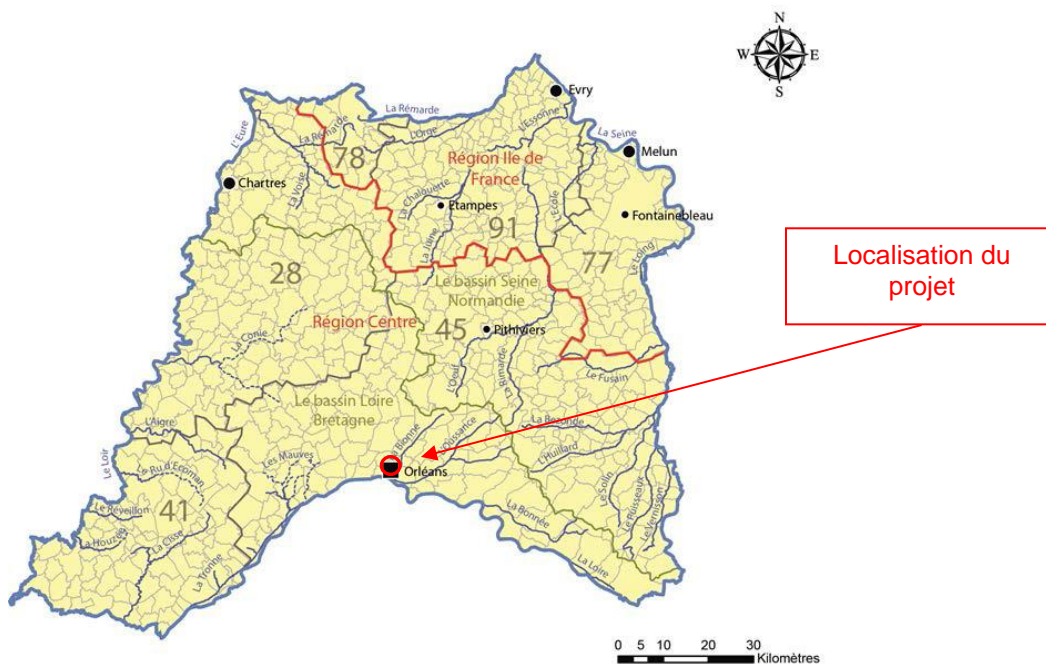 N
W E
S
Evry
La Rémarde
L'Orge
L'Essonne
La Seine
L'Eure
La Rémarde
78
Région Ile de
France
Melun
Chartres
La Voise
La Chalouette
Etampes
L'Ecole
Fontainebleau
91
La Juine
77
Le Loing
Localisation du
projet
28
Le bassin Seine
Normandie
45
Région Centre
Pithiviers
La Conie
L'Oeuf
La Rimarde
Le Fusain
Le bassin Loire
Bretagne
L'Aigre
La Bionne
L'Oussance
La Bezonde
L'Huillard
Le Loir
Les Mauves
Orléans
Le Ru d'Ecoman
41
Le Réveillon
La Houzée
La Cisse
La Tronne
Le Solin
Le Puiseaux
Le Vernisson
La Bonnée
La Loire
0 5 10 20 30
Kilomètres